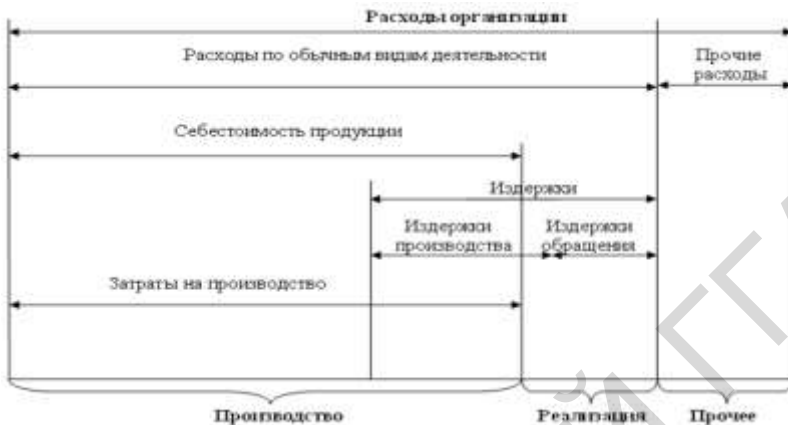 Расходы организации
Расходы по обычным видам деятельности
Прочие
расходы
Себестоимость продукции
Издержки
Издержки
производства
Издержки
обращения
Затраты на производство
Производство
Реализация
Прочее